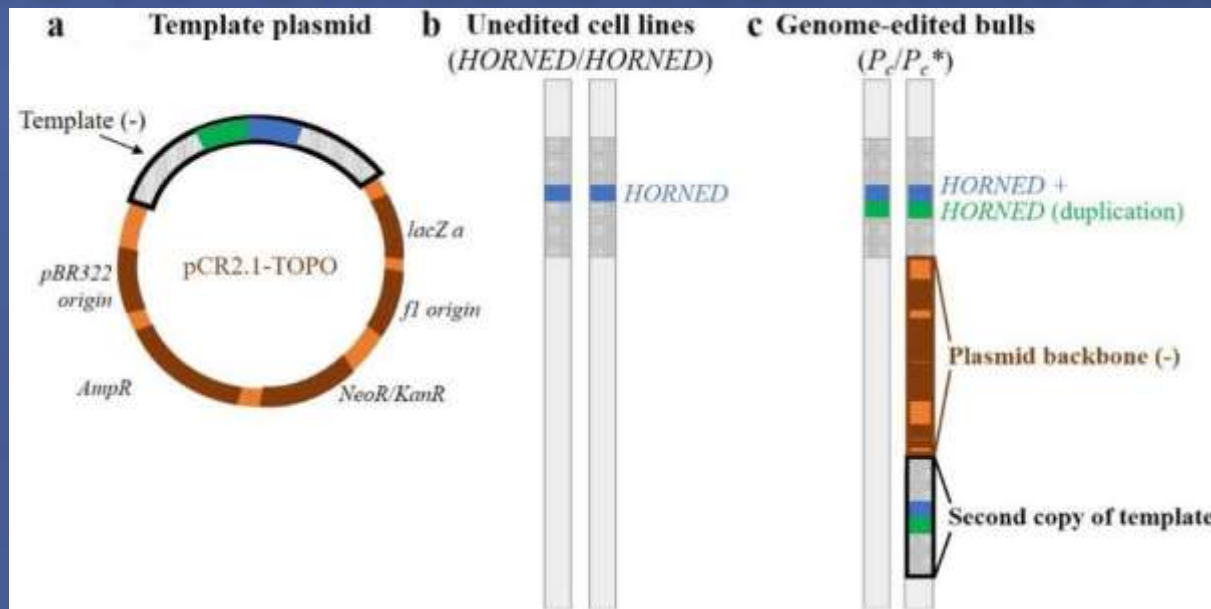 a Template plasmid
Template (-)
lacZ a
pCR2.1-TOPO
pBR322
origin
f1 origin
AmpR
NeoR/KanR
b Unedited cell lines
(HORNED/HORNED)
HORNED
c Genome-edited bulls
(Pc/Pc*)
HORNED +
HORNED (duplication)
Plasmid backbone (-)
Second copy of template